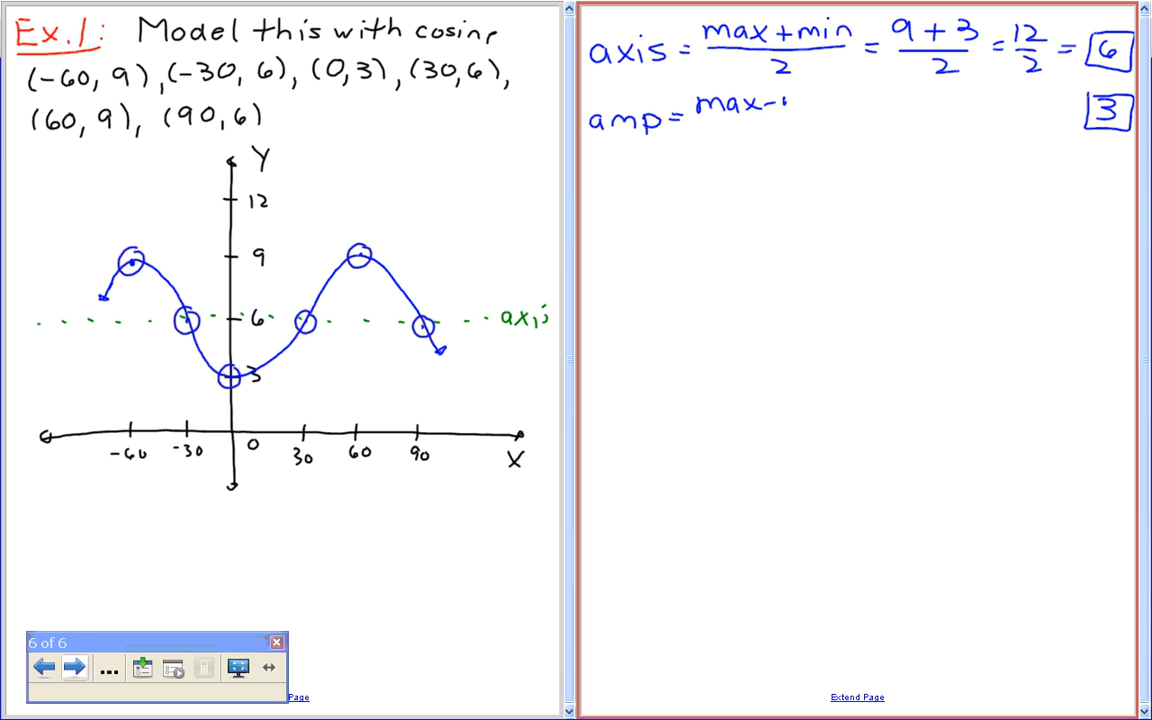 Ex.1: Model this with cosine
(-60, 9), (-30, 6), (0,3), (30,6),
(60, 9), (90,6)
Y
12
9
6
axis
3
-60 -30 0 30 60 90
X
6 of 6
...
Page
axis = max+min/2 = 9+3/2 = 12/2 = 6
amp = max- 3
Extend Page